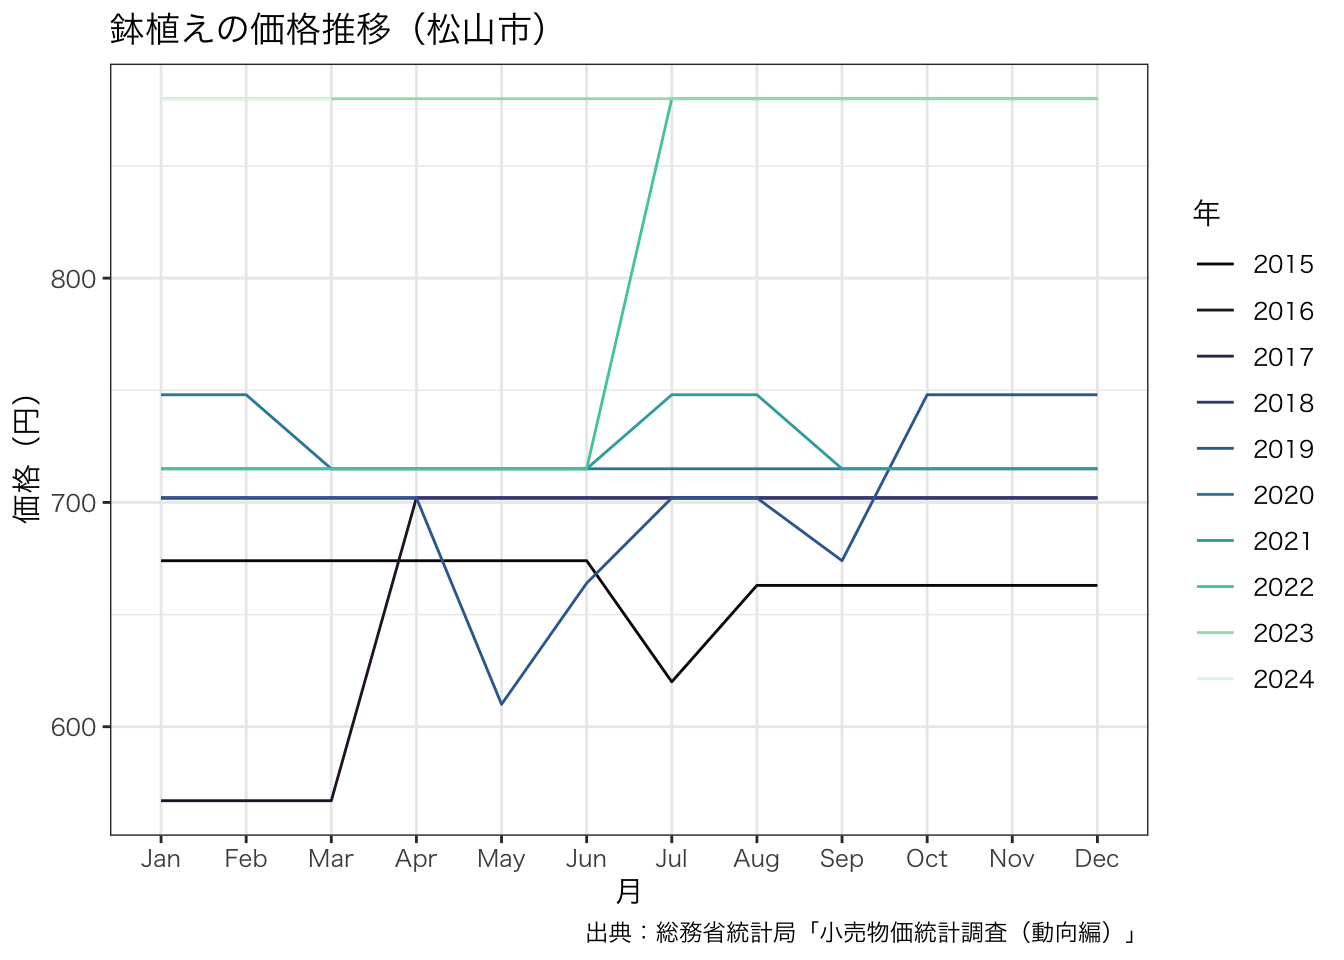 鉢植えの価格推移（松山市）
価格（円）
800
700
600
Jan Feb Mar Apr May Jun Jul Aug Sep Oct Nov Dec
月
年
2015
2016
2017
2018
2019
2020
2021
2022
2023
2024
出典：総務省統計局「小売物価統計調査（動向編）」